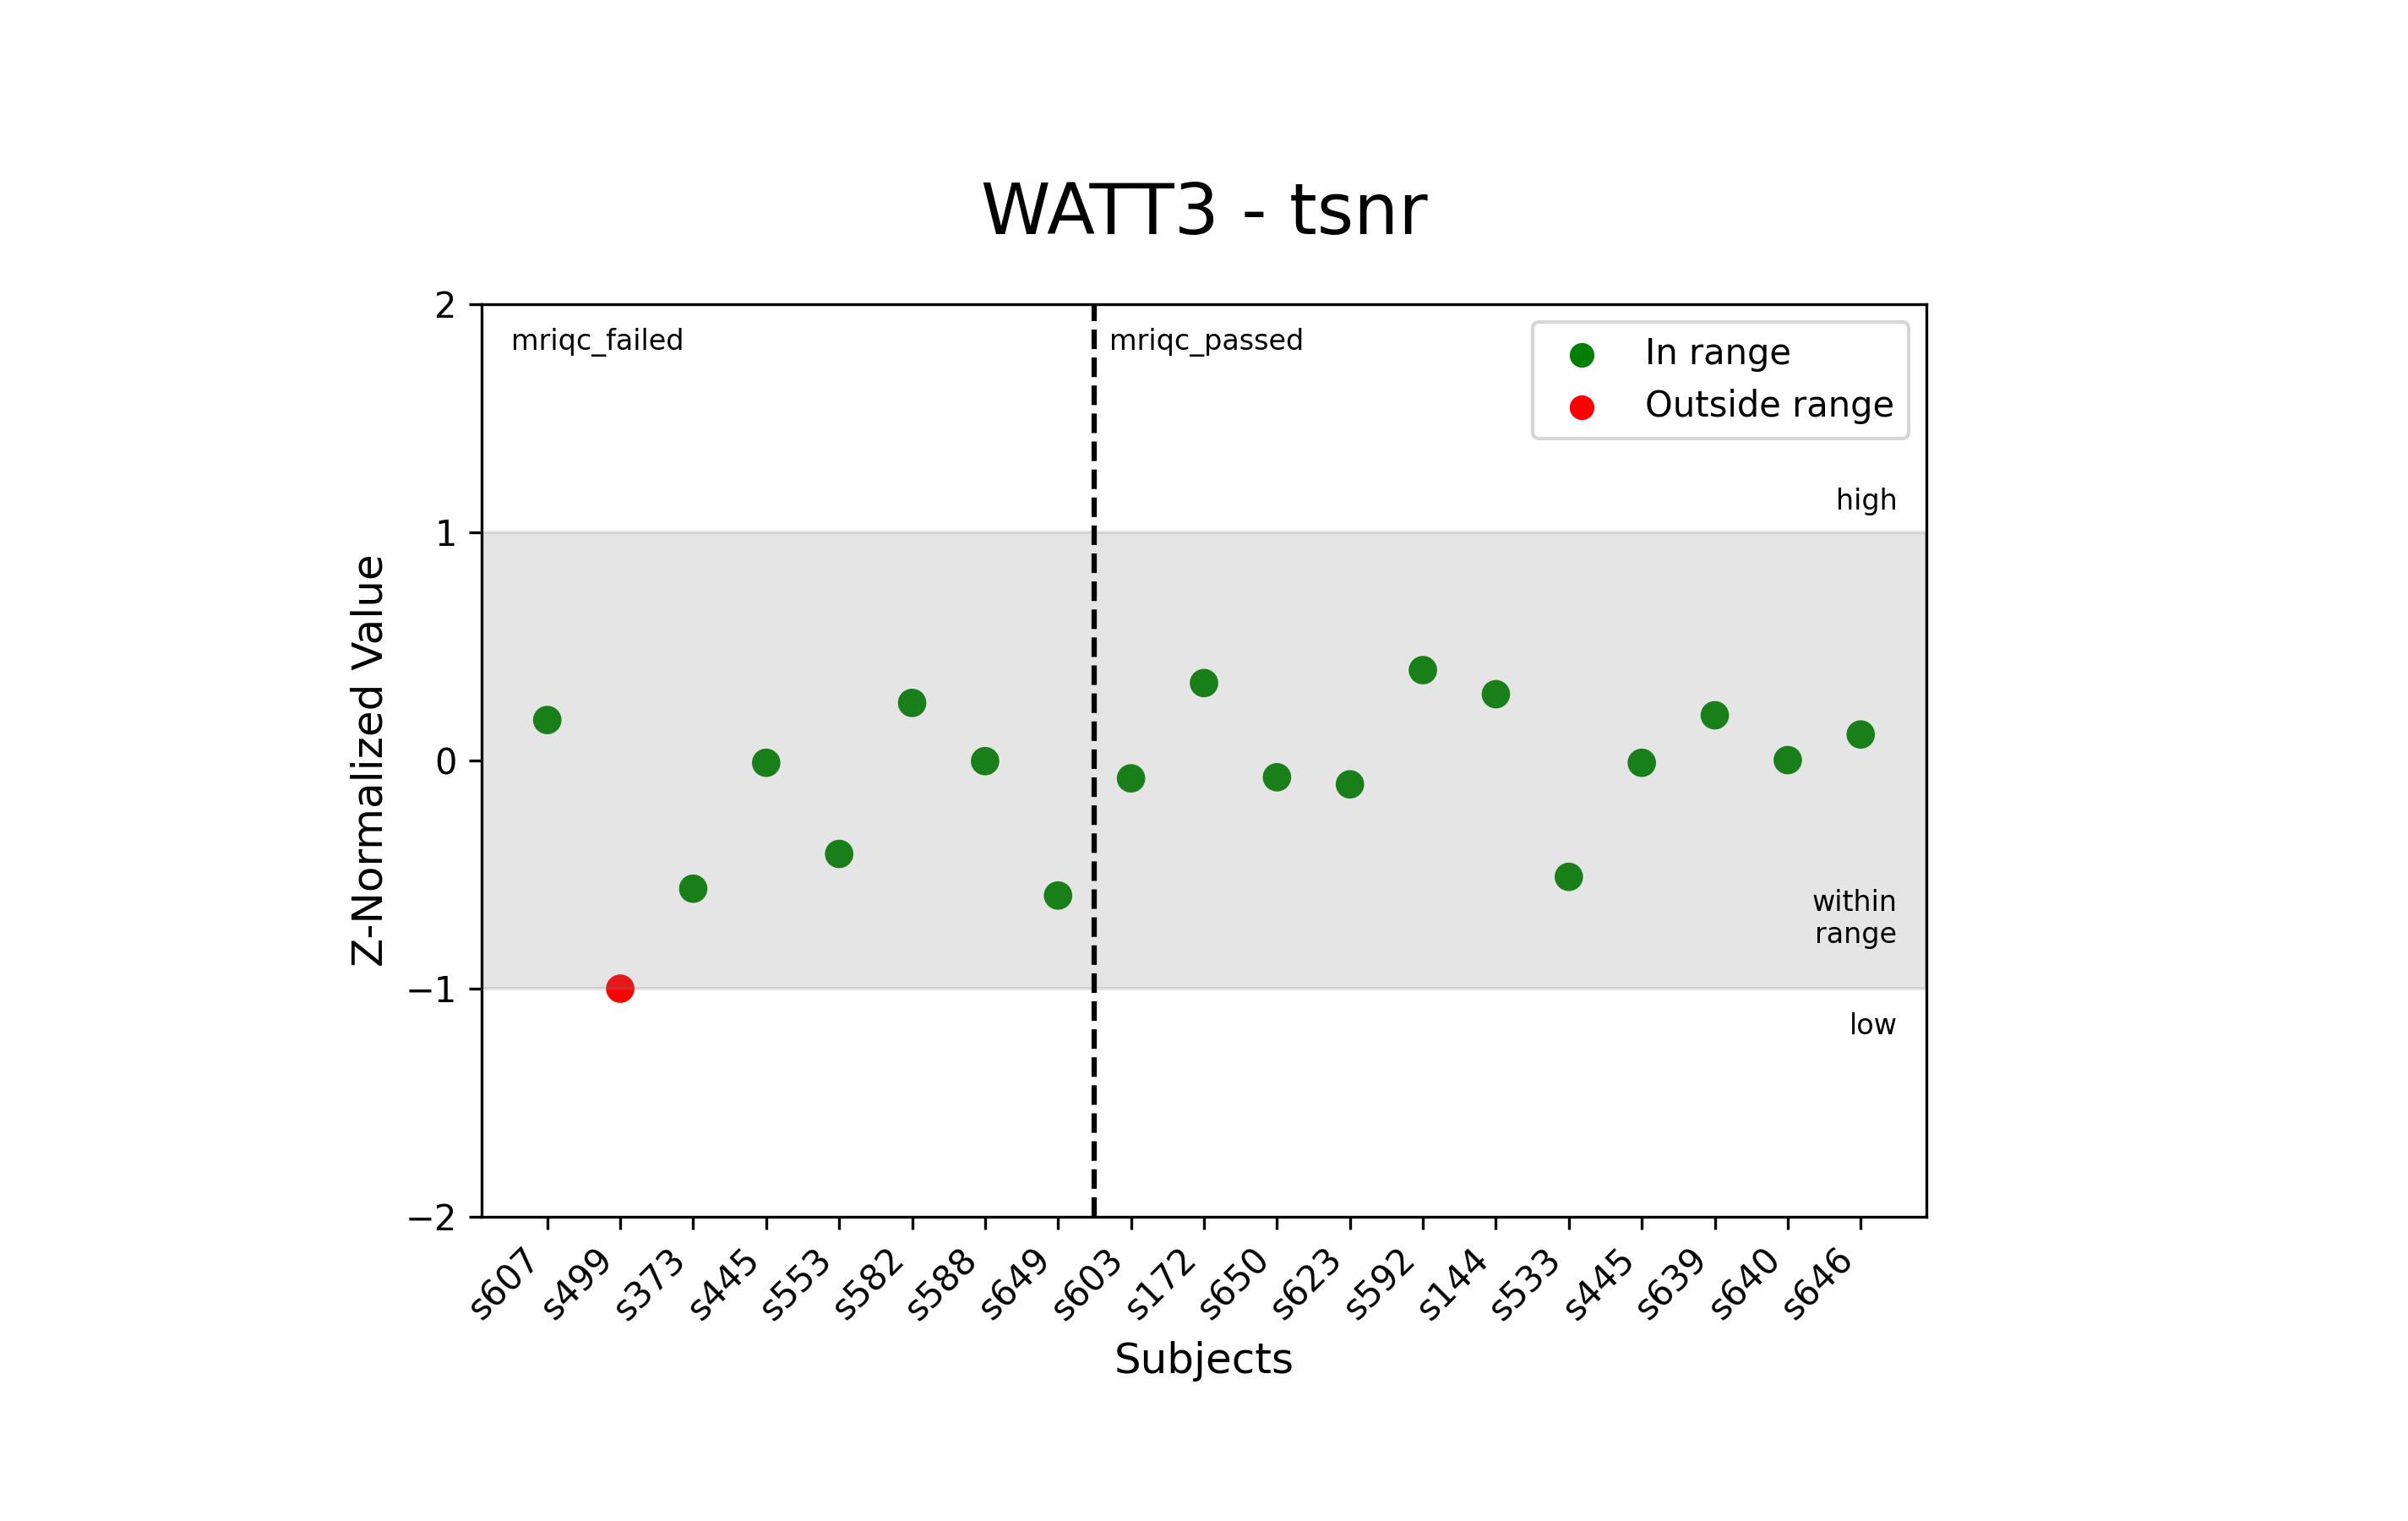 WATT3 - tsnr
2
1
0
−1
−2
Z-Normalized Value
mriqc_failed
mriqc_passed
In range
Outside range
high
within
range
low
s607
s499
s373
s445
s553
s582
s588
s649
s603
s172
s650
s623
s592
s144
s533
s445
s639
s640
s646
Subjects